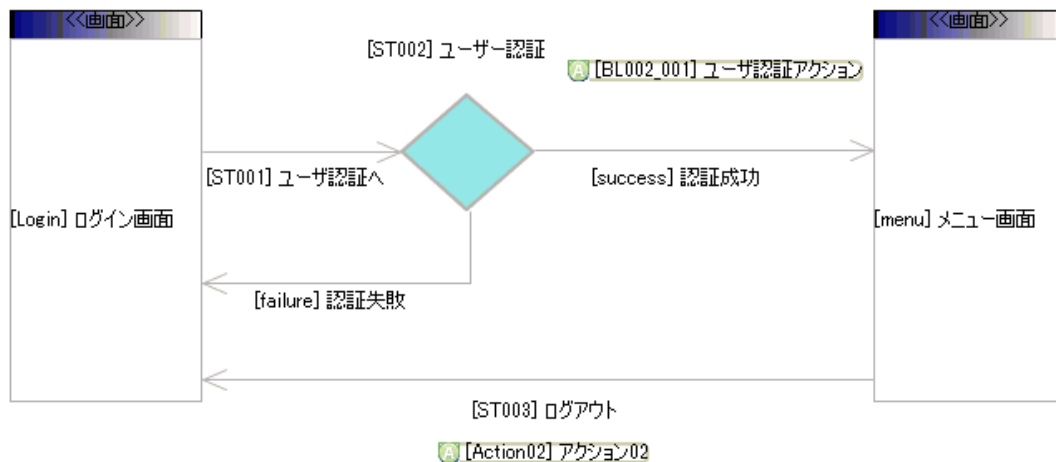 <<画面>>
<<画面>>
[ST002] ユーザー認証
A [BL002_001] ユーザ認証アクション
[ST001] ユーザ認証へ
[success] 認証成功
[Login] ログイン画面
[menu] メニュー画面
[failure] 認証失敗
[ST003] ログアウト
A [Action02] アクション02